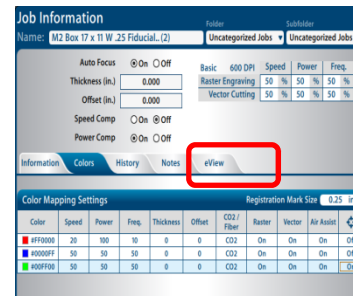 Job Information
Folder Subfolder
Name: M2 Box 17 x 11 W .25 Fiducial.. (2) Uncategorized Jobs Uncategorized Jobs
Auto Focus On Off
Basic 600 DPI Speed Power Freq.
Thickness (in.) 0.000
Raster Engraving 50 % 50 % 50
Offset (in.) 0.000
Vector Cutting 50 % 50 % 50
Speed Comp On Off
Power Comp On Off
Information Colors History Notes eView
Color Mapping Settings Registration Mark Size 0.25 in
Color Speed Power Freq. Thickness Offset CO2 / Fiber Raster Vector Air Assist
#FF0000 20 100 10 0 0 CO2 On On On Of
#0000FF 50 50 50 0 0 CO2 On On On Of
#00FF00 50 50 50 0 0 CO2 On On On On